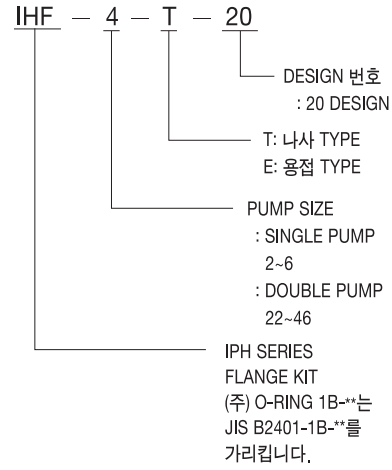 IHF – 4 – T – 20
DESIGN 번호
: 20 DESIGN
T: 나사 TYPE
E: 용접 TYPE
PUMP SIZE
: SINGLE PUMP
2~6
: DOUBLE PUMP
22~46
IPH SERIES
FLANGE KIT
(주) O-RING 1B-**는
JIS B2401-1B-**를
가리킵니다.